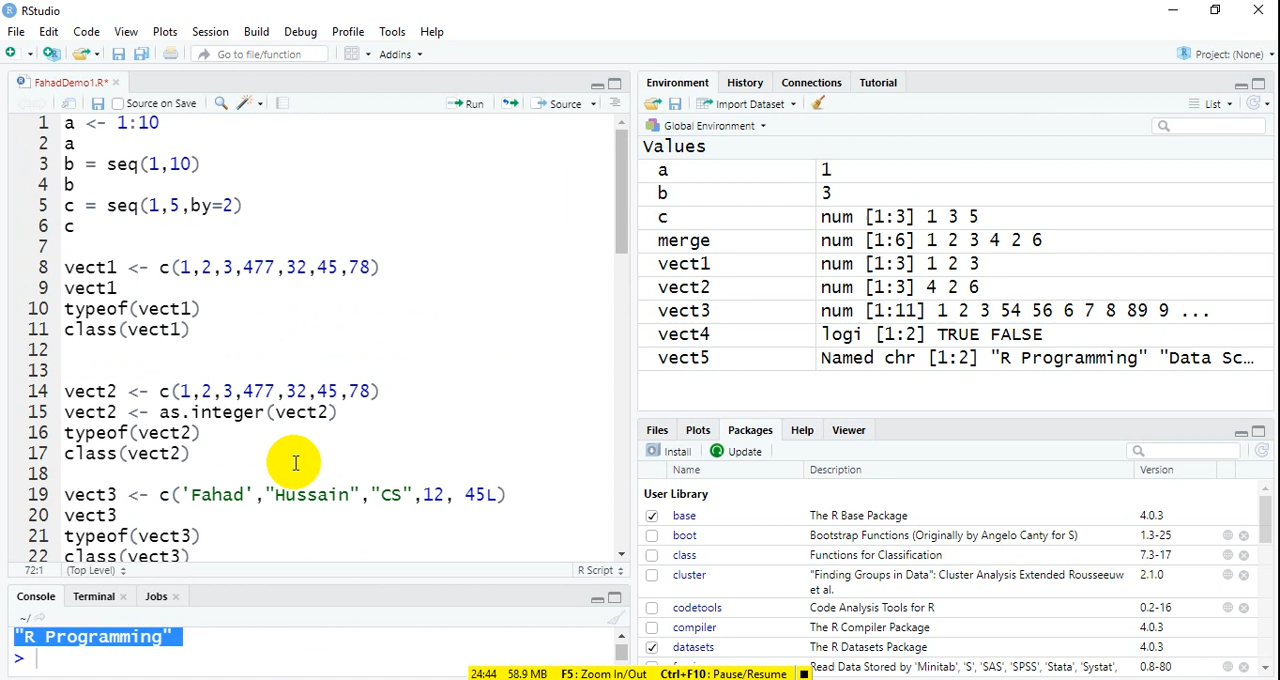 RStudio
File Edit Code View Plots Session Build Debug Profile Tools Help
Go to file/function Addins Project: (None)
FahadDemo1.R*
Source on Save Run Source
1 a <- 1:10
2 a
3 b = seq(1,10)
4 b
5 c = seq(1,5,by=2)
6 c
7
8 vect1 <- c(1,2,3,477,32,45,78)
9 vect1
10 typeof(vect1)
11 class(vect1)
12
13
14 vect2 <- c(1,2,3,477,32,45,78)
15 vect2 <- as.integer(vect2)
16 typeof(vect2)
17 class(vect2)
18
19 vect3 <- c('Fahad',"Hussain","CS",12, 45L)
20 vect3
21 typeof(vect3)
22 class(vect3)
72:1 (Top Level) R Script
Console Terminal Jobs
~/
"R Programming"
>
Environment History Connections Tutorial
Import Dataset List
Global Environment
Values
a 1
b 3
c num [1:3] 1 3 5
merge num [1:6] 1 2 3 4 2 6
vect1 num [1:3] 1 2 3
vect2 num [1:3] 4 2 6
vect3 num [1:11] 1 2 3 54 56 6 7 8 89 9 ...
vect4 logi [1:2] TRUE FALSE
vect5 Named chr [1:2] "R Programming" "Data Sc…
Files Plots Packages Help Viewer
Install Update
Name Description Version
User Library
base The R Base Package 4.0.3
boot Bootstrap Functions (Originally by Angelo Canty for S) 1.3-25
class Functions for Classification 7.3-17
cluster "Finding Groups in Data": Cluster Analysis Extended Rousseeuw et al. 2.1.0
codetools Code Analysis Tools for R 0.2-16
compiler The R Compiler Package 4.0.3
datasets The R Datasets Package 4.0.3
Read Data Stored by 'Minitab', 'S', 'SAS', 'SPSS', 'Stata', 'Systat', 0.8-80
24:44 58.9 MB F5: Zoom In/Out Ctrl+F10: Pause/Resume